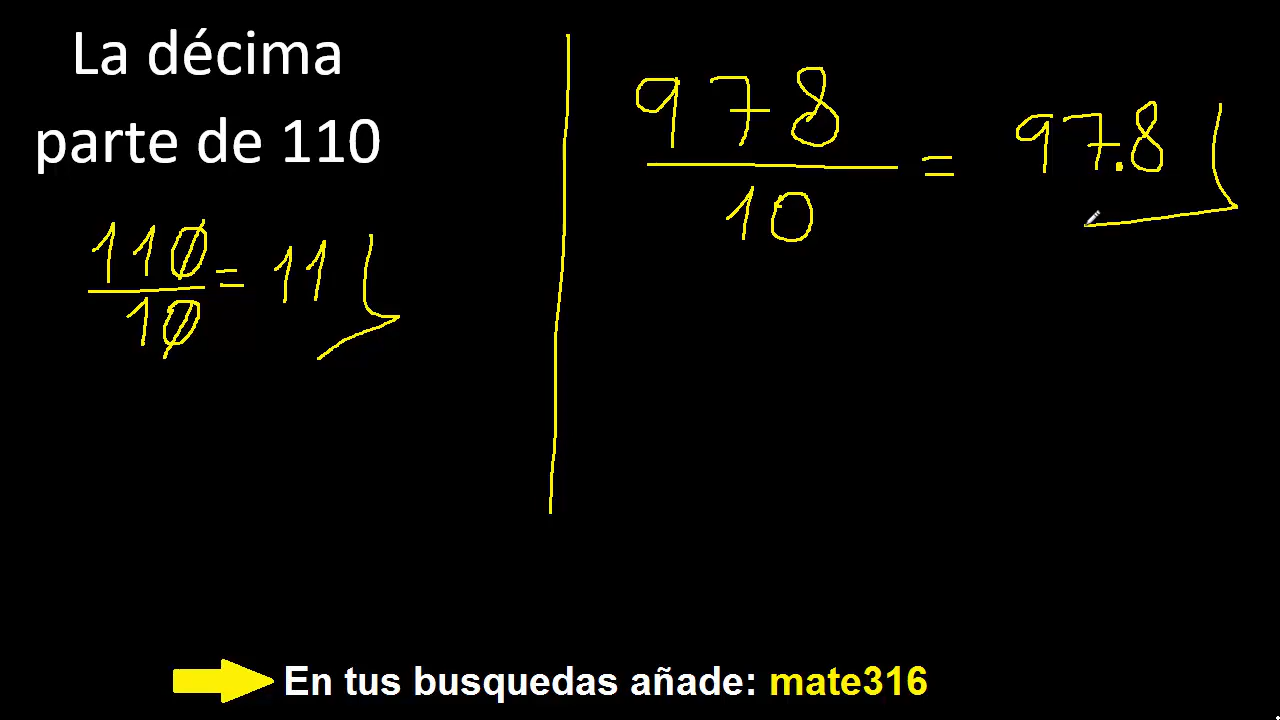 La décima
parte de 110
110/10 = 11
978/10 = 97.8
En tus busquedas añade: mate316